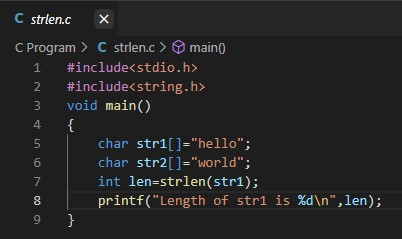 C strlen.c ×
C Program > C strlen.c > main()
1 #include<stdio.h>
2 #include<string.h>
3 void main()
4 {
5     char str1[]="hello";
6     char str2[]="world";
7     int len=strlen(str1);
8     printf("Length of str1 is %d\n",len);
9 }